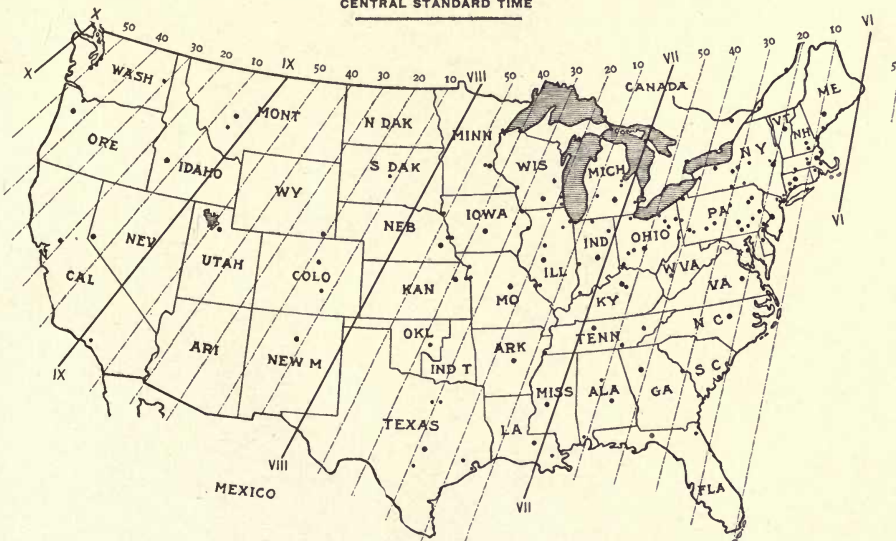 CENTRAL STANDARD TIME
X 50 40 30 20 10 IX 50 40 30 20 10 VIII 50 40 30 20 10 VII 50 40 30 20 10 VI
X
WASH
MONT
N DAK
MINN
CANADA
ME
VT
NH
ORE
IDAHO
S DAK
WIS
MICH
N Y
WY
IOWA
PA
VI
NEB
NEV
UTAH
COLO
ILL
IND
OHIO
W VA
CAL
KAN
MO
KY
VA
N C
OKL
TENN
ARI
NEW M
IND T
ARK
S C
IX
MISS
ALA
GA
TEXAS
LA
VIII
MEXICO
VII
FLA